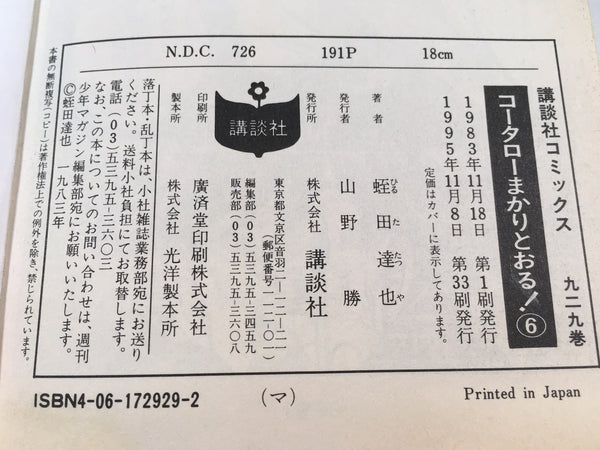 N.D.C. 726 191P 18cm
講談社コミックス 九二九巻
コータローまかりとおる！⑥
1983年11月18日 第1刷発行
1995年11月8日 第33刷発行
定価はカバーに表示してあります。
著者 蛭田達也
ひるたたつや
発行者 山野勝
発行所 株式会社 講談社
東京都文京区音羽二-一二-二一
(郵便番号一一二-〇一)
編集部(03)五三九五-三四五九
販売部(03)五三九五-三六〇八
講談社
印刷所 廣済堂印刷株式会社
製本所 株式会社 光洋製本所
落丁本・乱丁本は、小社雑誌業務部宛にお送り
ください。送料小社負担にてお取替します。
電話(03)五三九五-三六〇三
なお、この本についてのお問い合わせは、週刊
少年マガジン編集部宛にお願いいたします。
©蛭田達也 一九八三年
本書の無断複写(コピー)は著作権法上での例外を除き、禁じられています。
ISBN4-06-172929-2 (マ) Printed in Japan